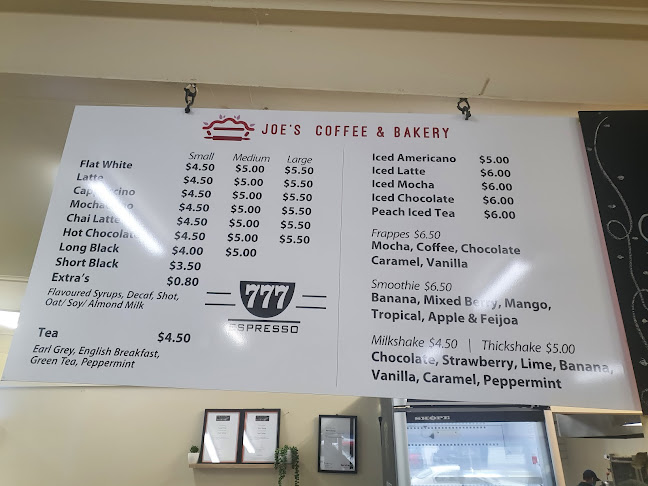 JOE'S COFFEE & BAKERY
Small Medium Large
Flat White $4.50 $5.00 $5.50
Latte $4.50 $5.00 $5.50
Cappuccino $4.50 $5.00 $5.50
Mochaccino $4.50 $5.00 $5.50
Chai Latte $4.50 $5.00 $5.50
Hot Chocolate $4.50 $5.00 $5.50
Long Black $4.00 $5.00
Short Black $3.50
Extra's $0.80
Flavoured Syrups, Decaf, Shot,
Oat/ Soy/ Almond Milk
777
ESPRESSO
Tea $4.50
Earl Grey, English Breakfast,
Green Tea, Peppermint
Iced Americano $5.00
Iced Latte $6.00
Iced Mocha $6.00
Iced Chocolate $6.00
Peach Iced Tea $6.00
Frappes $6.50
Mocha, Coffee, Chocolate
Caramel, Vanilla
Smoothie $6.50
Banana, Mixed Berry, Mango,
Tropical, Apple & Feijoa
Milkshake $4.50 | Thickshake $5.00
Chocolate, Strawberry, Lime, Banana,
Vanilla, Caramel, Peppermint
SKOPE